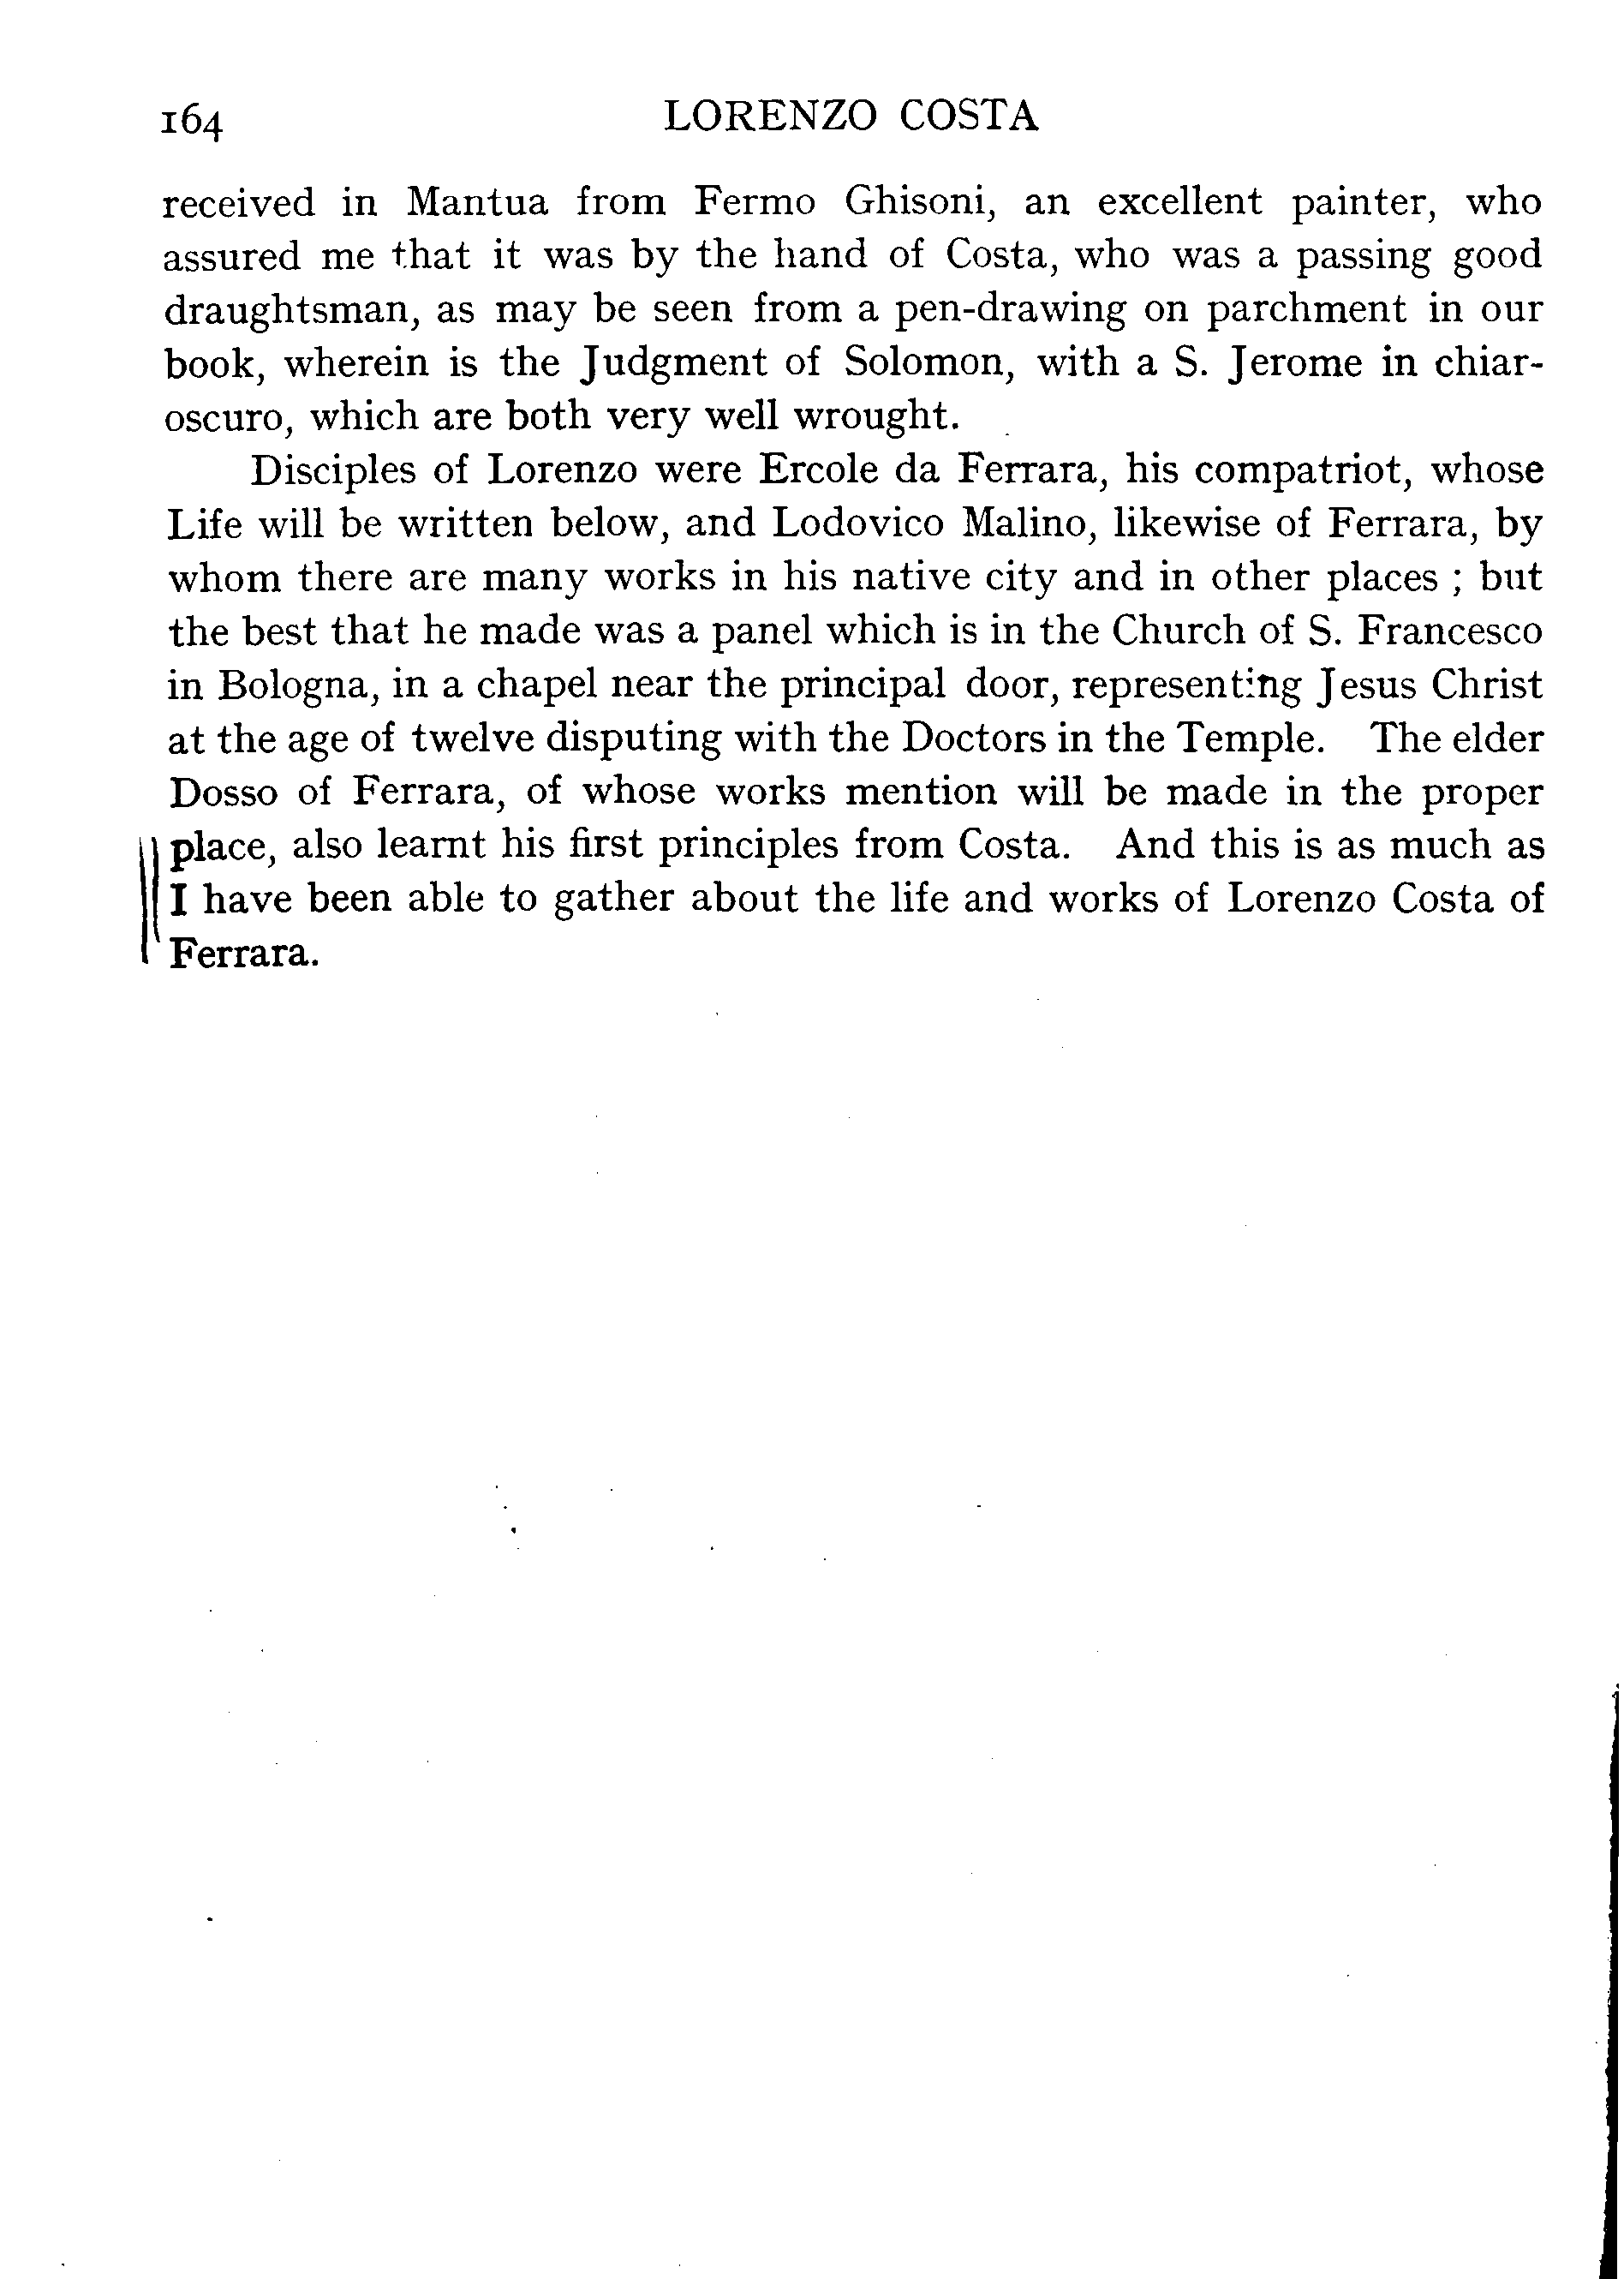 164 LORENZO COSTA
received in Mantua from Fermo Ghisoni, an excellent painter, who
assured me that it was by the hand of Costa, who was a passing good
draughtsman, as may be seen from a pen-drawing on parchment in our
book, wherein is the Judgment of Solomon, with a S. Jerome in chiar-
oscuro, which are both very well wrought.
Disciples of Lorenzo were Ercole da Ferrara, his compatriot, whose
Life will be written below, and Lodovico Malino, likewise of Ferrara, by
whom there are many works in his native city and in other places ; but
the best that he made was a panel which is in the Church of S. Francesco
in Bologna, in a chapel near the principal door, representing Jesus Christ
at the age of twelve disputing with the Doctors in the Temple. The elder
Dosso of Ferrara, of whose works mention will be made in the proper
place, also learnt his first principles from Costa. And this is as much as
I have been able to gather about the life and works of Lorenzo Costa of
Ferrara.